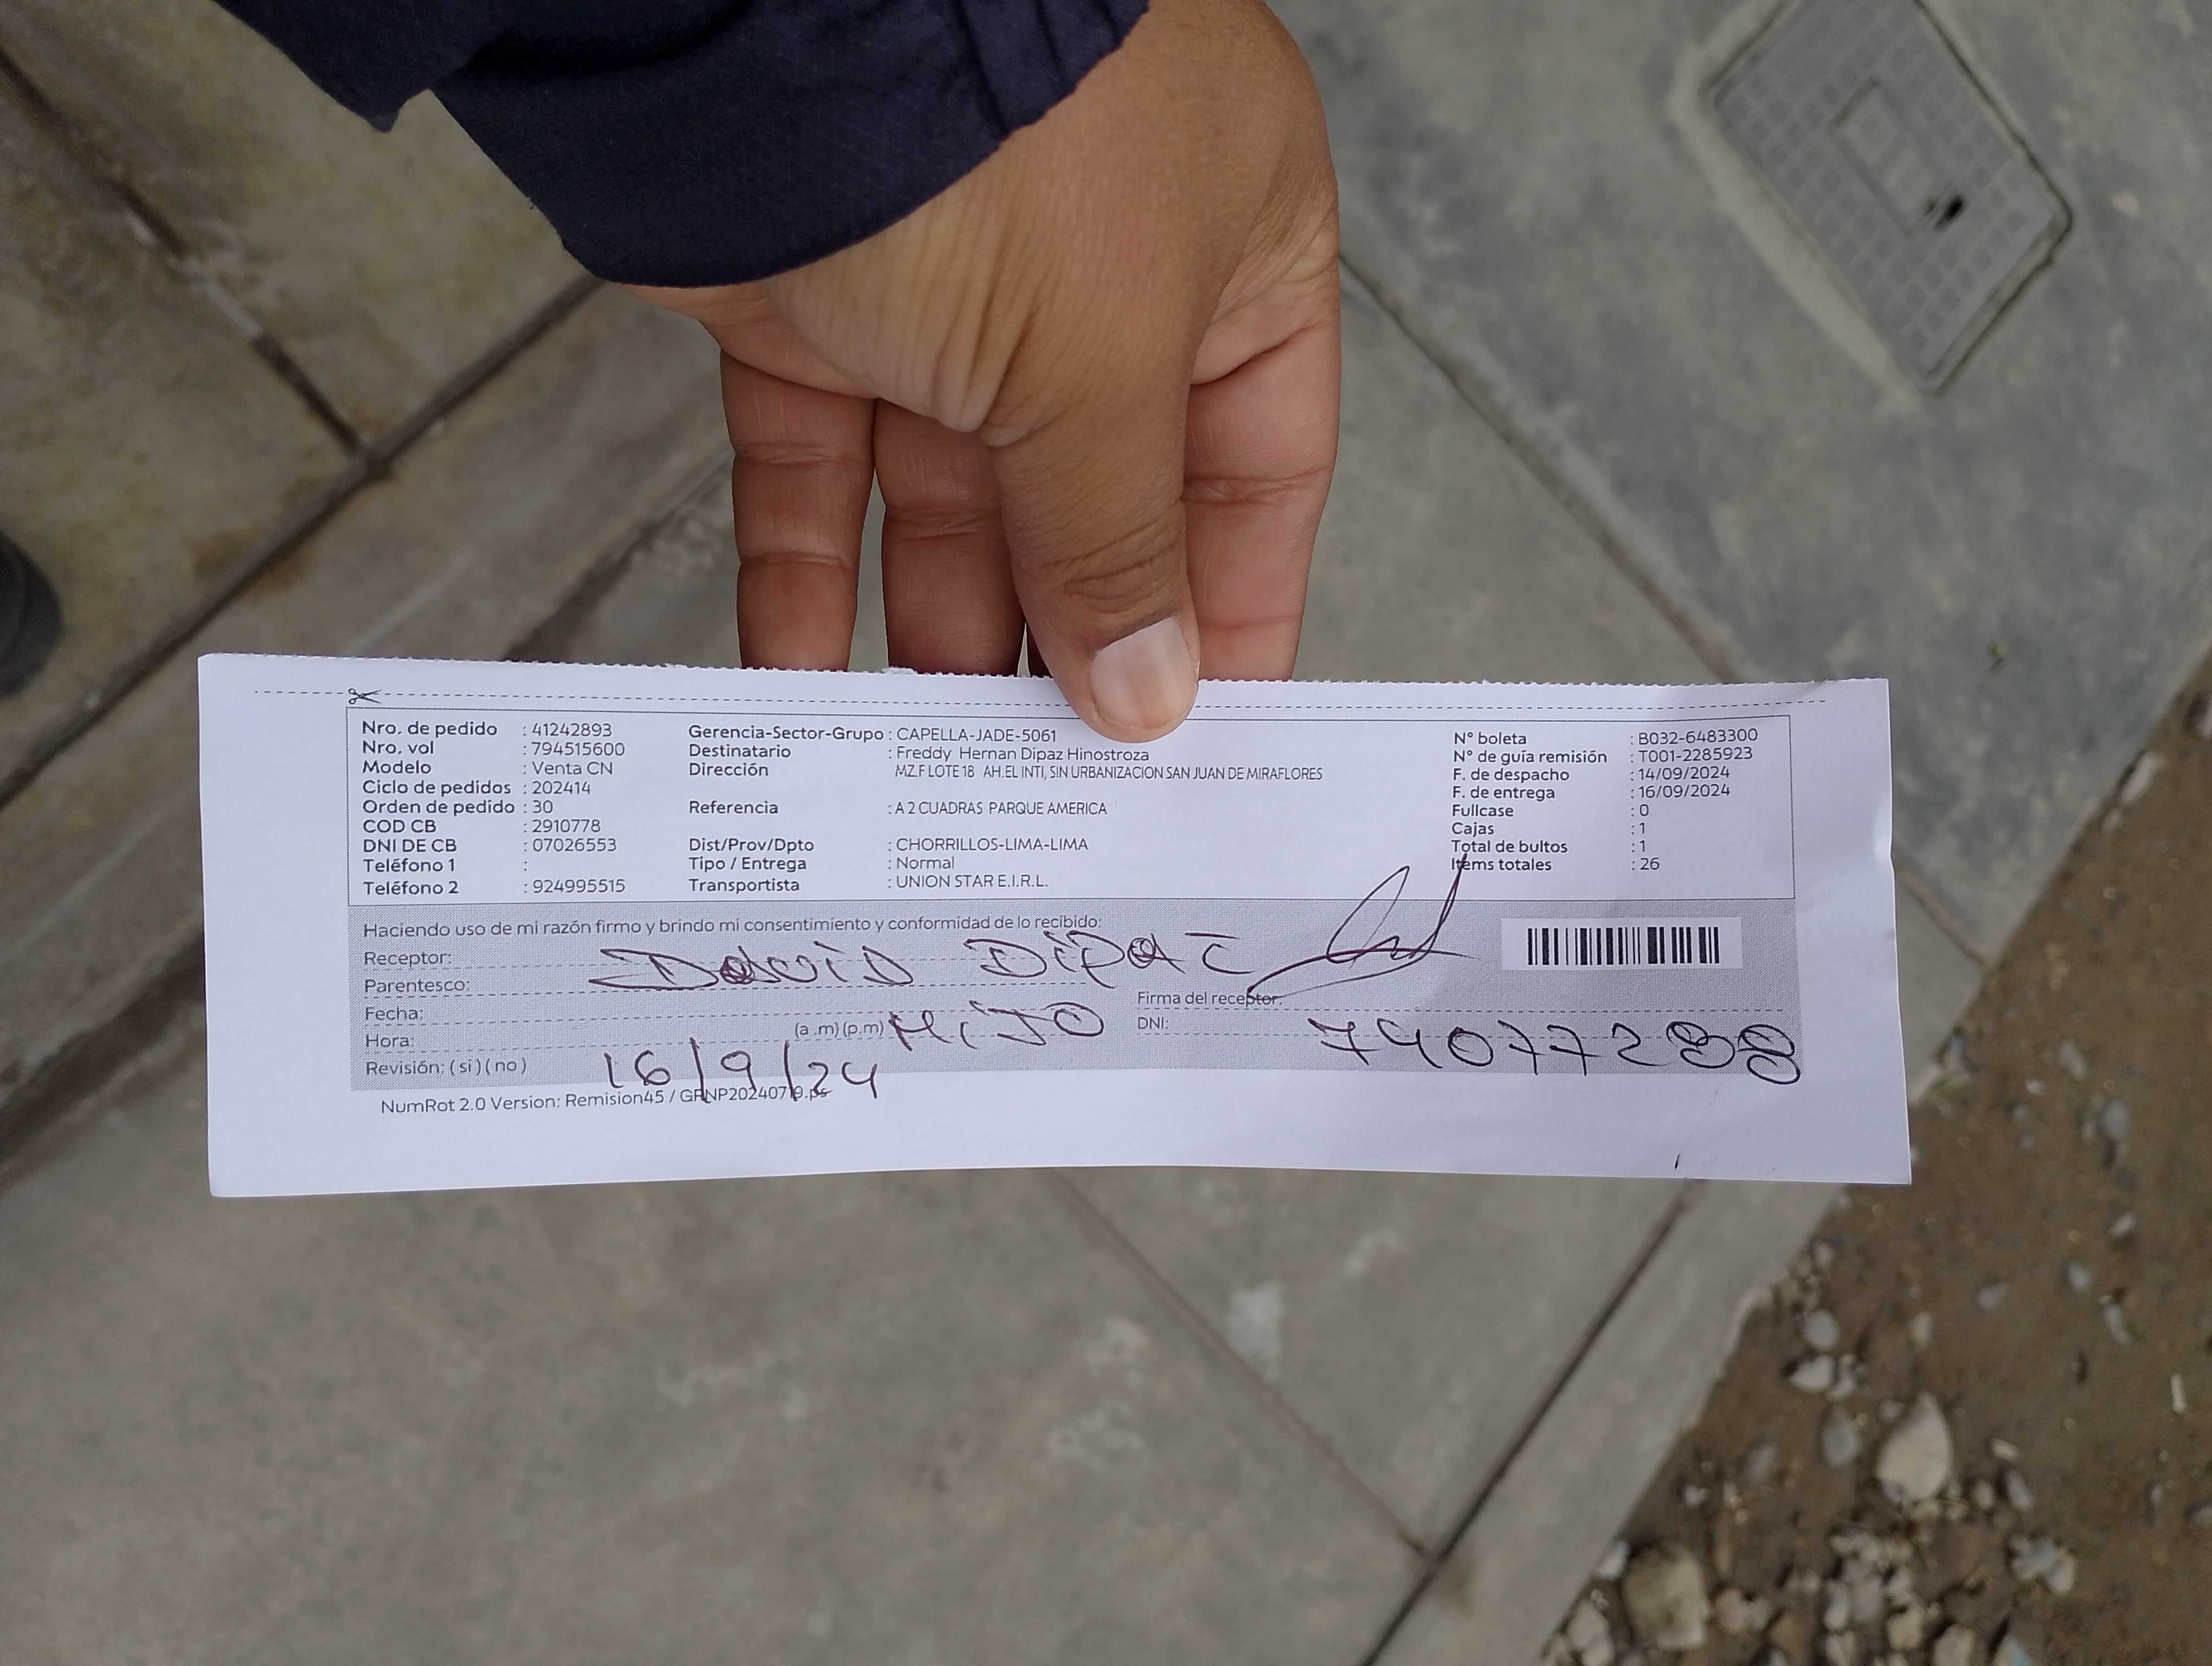 Nro. de pedido : 41242893
Nro. vol : 794515600
Modelo : Venta CN
Ciclo de pedidos : 202414
Orden de pedido : 30
COD CB : 2910778
DNI DE CB : 07026553
Teléfono 1 :
Teléfono 2 : 924995515
Gerencia-Sector-Grupo : CAPELLA-JADE-5061
Destinatario : Freddy Hernan Dipaz Hinostroza
Dirección MZ.F LOTE 18 AH.EL INTI, SIN URBANIZACION SAN JUAN DE MIRAFLORES
Referencia : A 2 CUADRAS PARQUE AMERICA
Dist/Prov/Dpto : CHORRILLOS-LIMA-LIMA
Tipo / Entrega : Normal
Transportista : UNION STAR E.I.R.L.
N° boleta : B032-6483300
N° de guía remisión : T001-2285923
F. de despacho : 14/09/2024
F. de entrega : 16/09/2024
Fullcase : 0
Cajas : 1
Total de bultos : 1
Items totales : 26
Haciendo uso de mi razón firmo y brindo mi consentimiento y conformidad de lo recibido:
Receptor: David Dipaz
Parentesco:
Fecha:
Hora: (a .m) (p.m) Hijo
Revisión: ( si ) ( no ) 16/9/24
Firma del receptor:
DNI: 74077288
NumRot 2.0 Version: Remision45 / GRNP20240719.ps